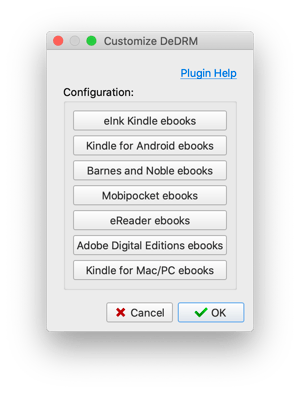 Customize DeDRM
Plugin Help
Configuration:
eInk Kindle ebooks
Kindle for Android ebooks
Barnes and Noble ebooks
Mobipocket ebooks
eReader ebooks
Adobe Digital Editions ebooks
Kindle for Mac/PC ebooks
Cancel
OK